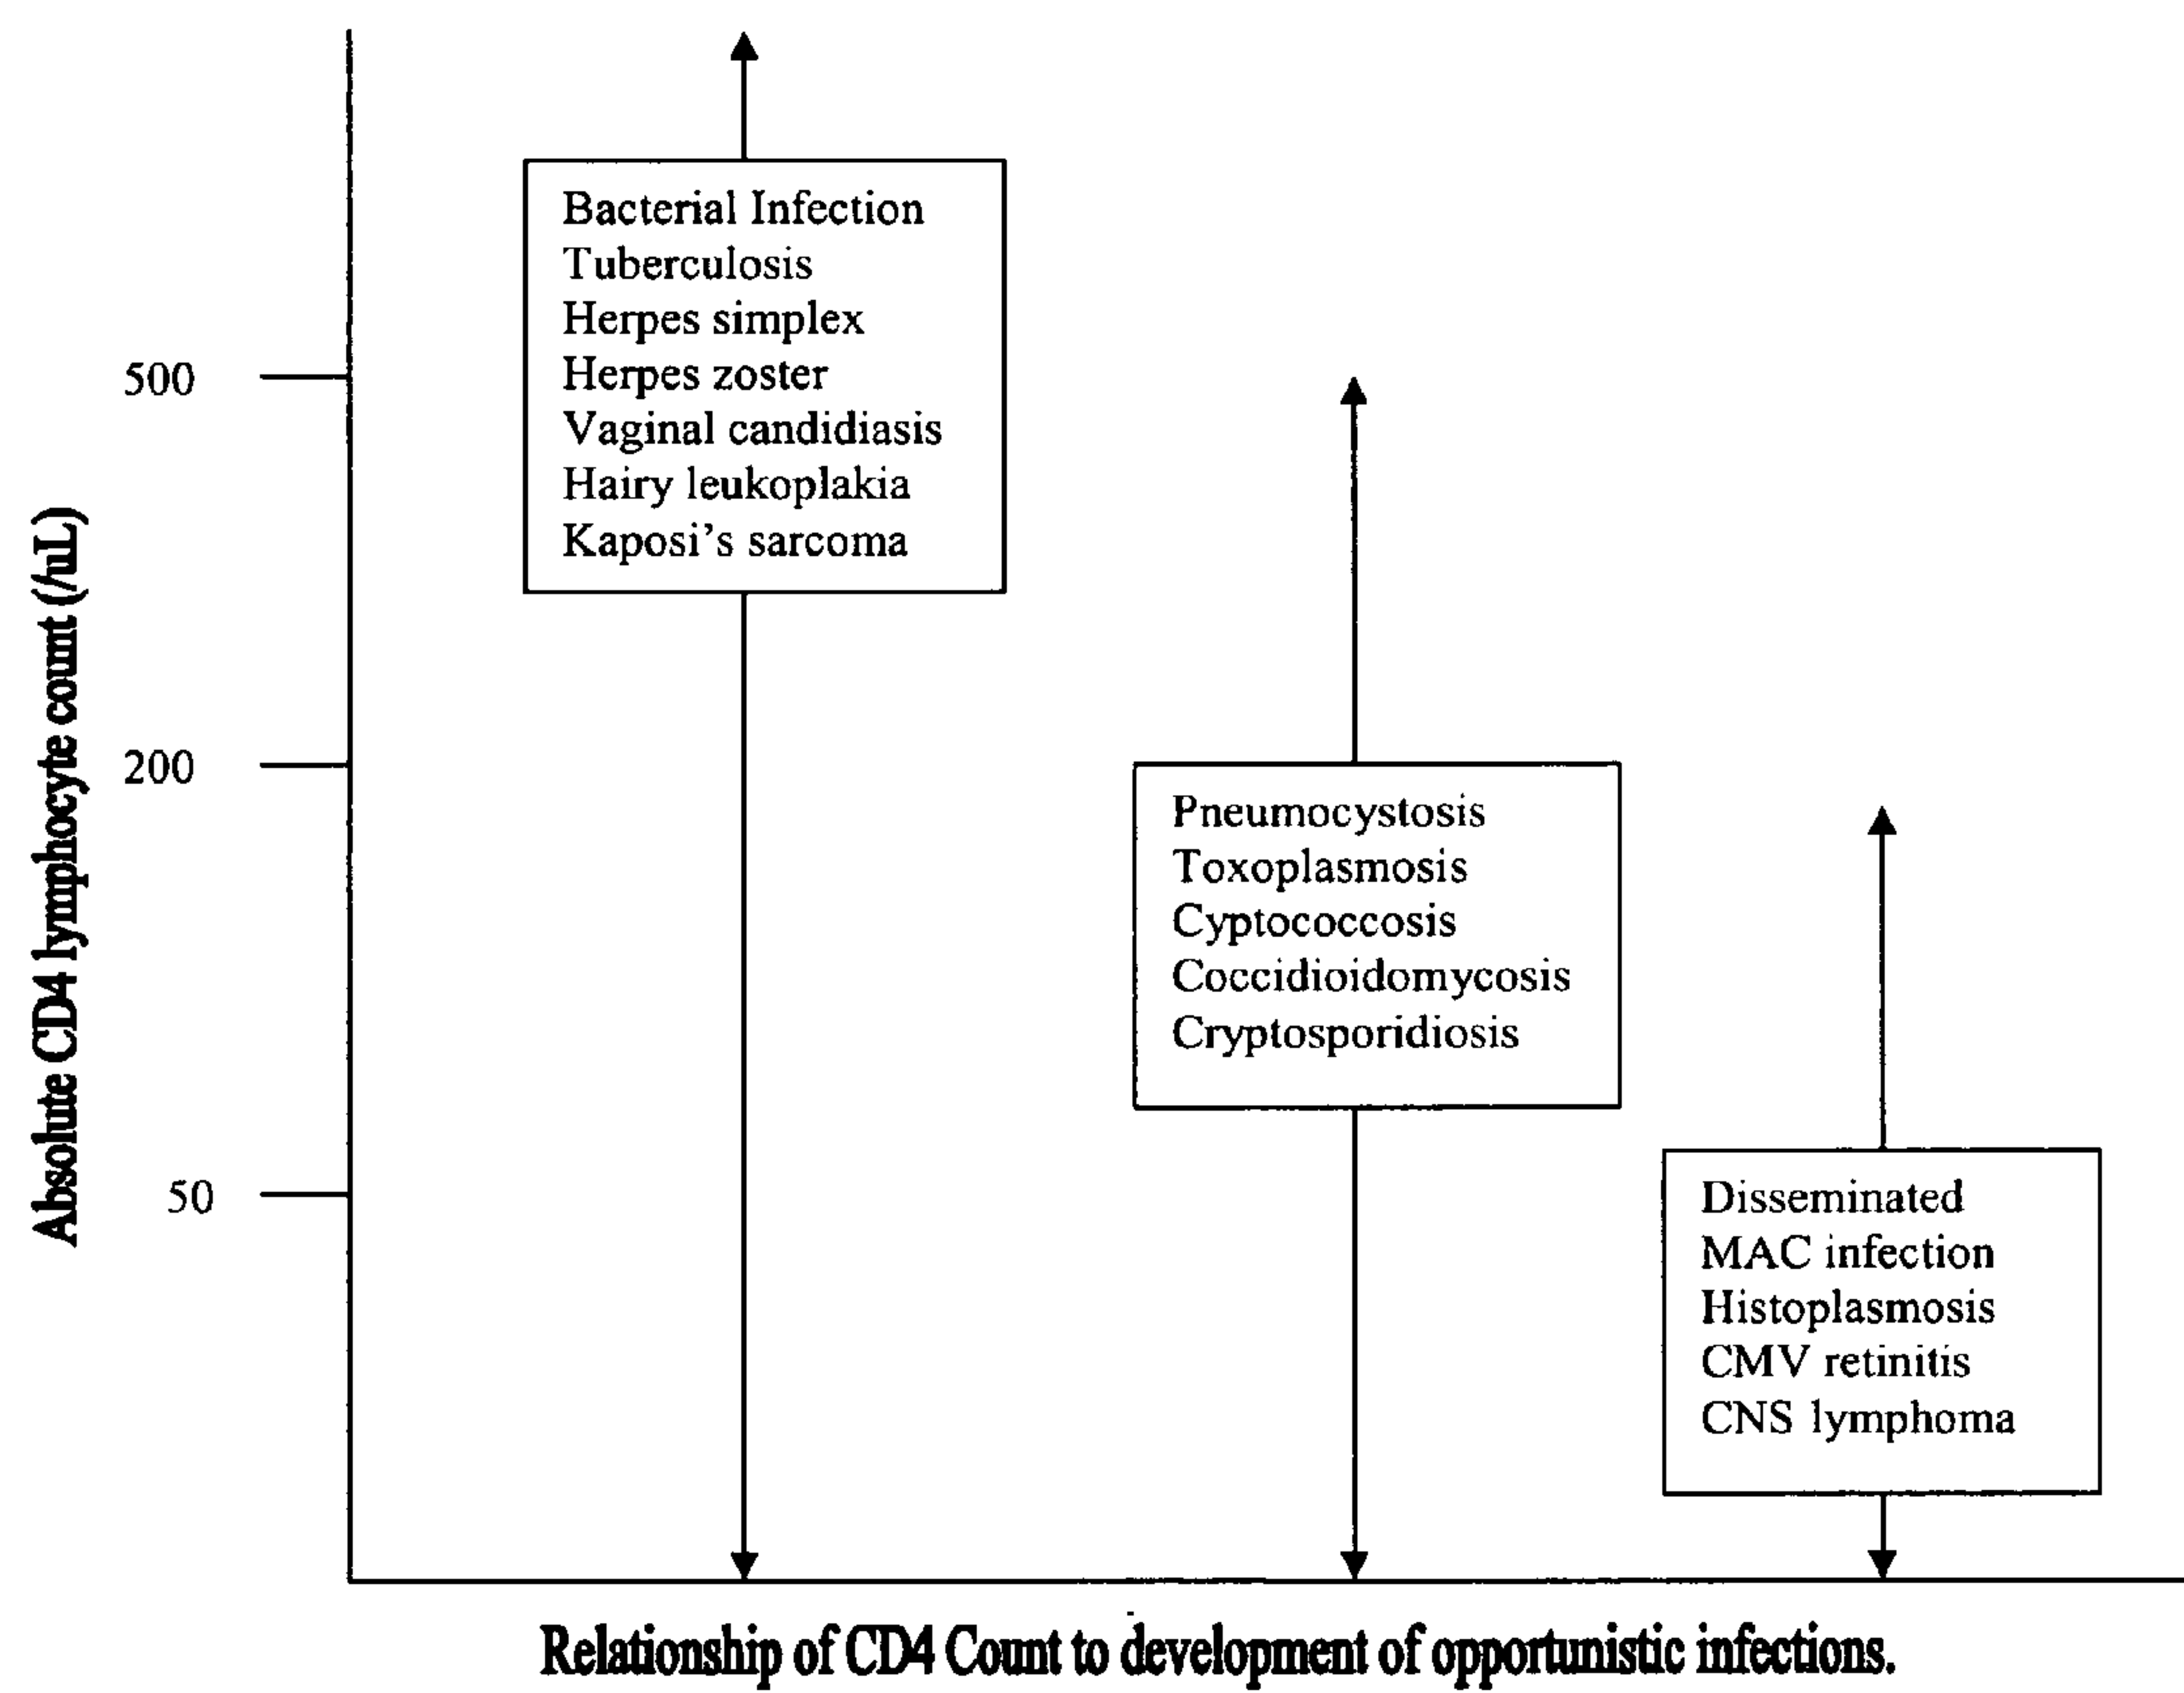 Absolute CD4 lymphocyte count (/uL)
500
200
50
Bacterial Infection
Tuberculosis
Herpes simplex
Herpes zoster
Vaginal candidiasis
Hairy leukoplakia
Kaposi's sarcoma
Pneumocystosis
Toxoplasmosis
Cyptococcosis
Coccidioidomycosis
Cryptosporidiosis
Disseminated
MAC infection
Histoplasmosis
CMV retinitis
CNS lymphoma
Relationship of CD4 Count to development of opportunistic infections.